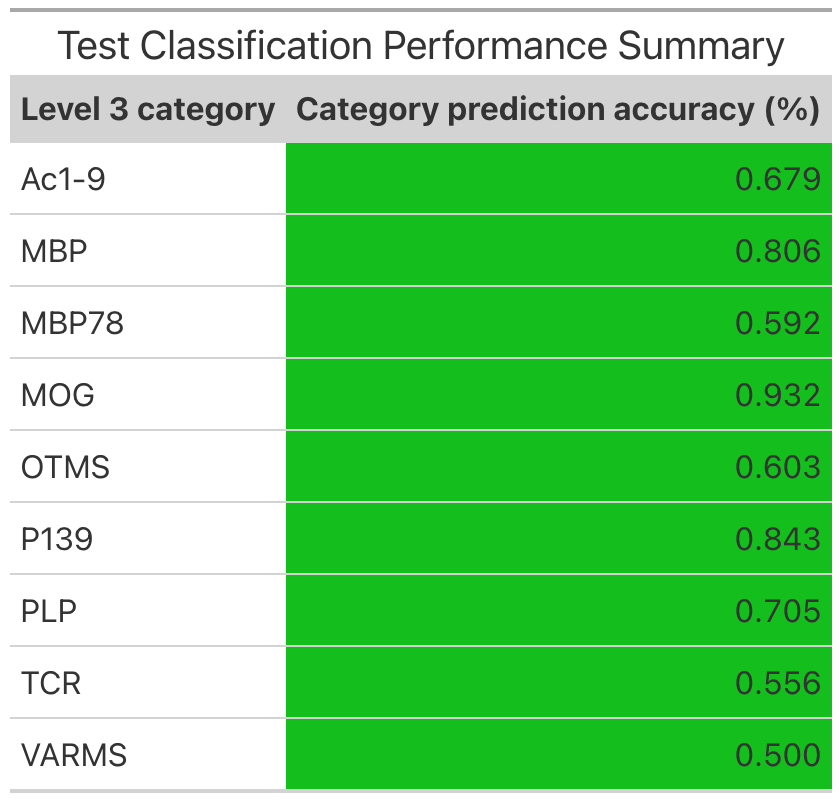 Test Classification Performance Summary
Level 3 category Category prediction accuracy (%)
Ac1-9 0.679
MBP 0.806
MBP78 0.592
MOG 0.932
OTMS 0.603
P139 0.843
PLP 0.705
TCR 0.556
VARMS 0.500